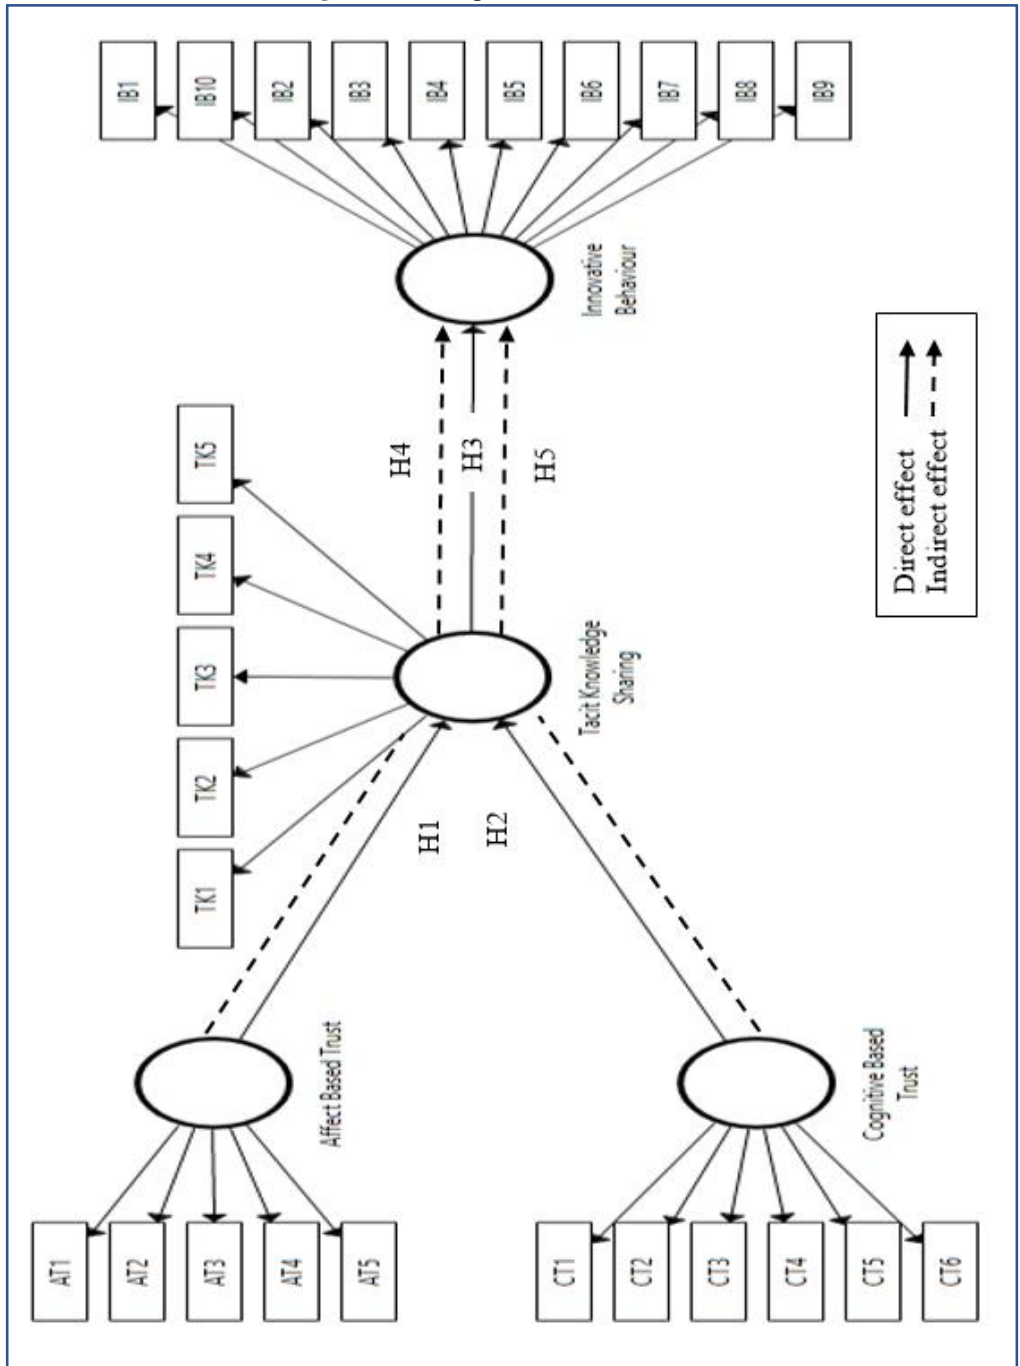 AT1
AT2
AT3
AT4
AT5
Affect Based Trust
CT1
CT2
CT3
CT4
CT5
CT6
Cognitive Based
Trust
TK1
TK2
TK3
TK4
TK5
H1
H2
Tacit Knowledge
Sharing
H4
H3
H5
IB1
IB10
IB2
IB3
IB4
IB5
IB6
IB7
IB8
IB9
Innovative
Behaviour
Direct effect
Indirect effect